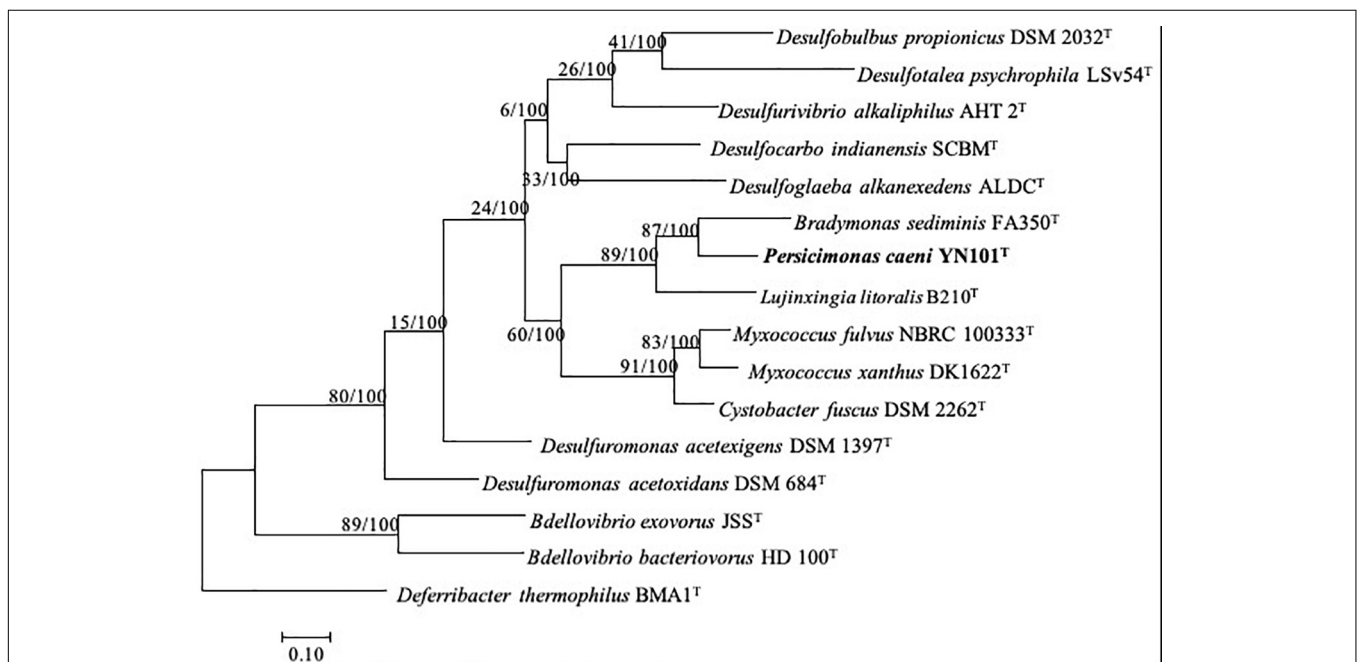 41/100
Desulfobulbus propionicus DSM 2032ᵀ
26/100
Desulfotalea psychrophila LSv54ᵀ
6/100
Desulfurivibrio alkaliphilus AHT 2ᵀ
Desulfocarbo indianensis SCBMᵀ
33/100
Desulfoglaeba alkanexedens ALDCᵀ
24/100
Bradymonas sediminis FA350ᵀ
87/100
89/100
Persicimonas caeni YN101ᵀ
Lujinxingia litoralis B210ᵀ
15/100
60/100
Myxococcus fulvus NBRC 100333ᵀ
83/100
91/100
Myxococcus xanthus DK1622ᵀ
80/100
Cystobacter fuscus DSM 2262ᵀ
Desulfuromonas acetexigens DSM 1397ᵀ
Desulfuromonas acetoxidans DSM 684ᵀ
89/100
Bdellovibrio exovorus JSSᵀ
Bdellovibrio bacteriovorus HD 100ᵀ
Deferribacter thermophilus BMA1ᵀ
0.10